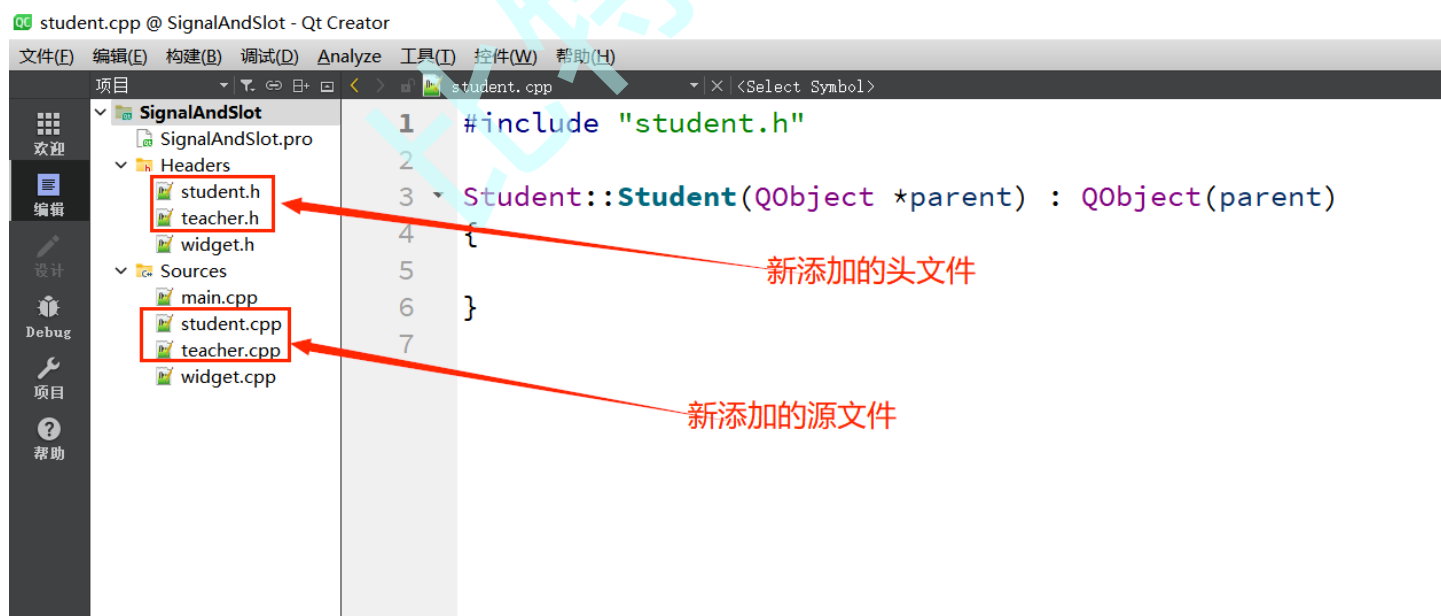 student.cpp @ SignalAndSlot - Qt Creator
文件(F) 编辑(E) 构建(B) 调试(D) Analyze 工具(T) 控件(W) 帮助(H)
项目
student.cpp
<Select Symbol>
欢迎
编辑
设计
Debug
项目
帮助
SignalAndSlot
SignalAndSlot.pro
Headers
student.h
teacher.h
widget.h
Sources
main.cpp
student.cpp
teacher.cpp
widget.cpp
1 #include "student.h"
2
3 Student::Student(QObject *parent) : QObject(parent)
4 {
5
6 }
7
新添加的头文件
新添加的源文件